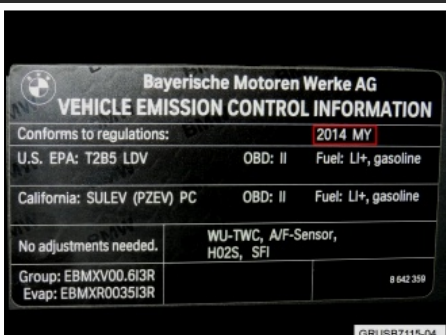 Bayerische Motoren Werke AG
VEHICLE EMISSION CONTROL INFORMATION
Conforms to regulations: 2014 MY
U.S. EPA: T2B5 LDV OBD: II Fuel: LI+, gasoline
California: SULEV (PZEV) PC OBD: II Fuel: LI+, gasoline
No adjustments needed. WU-TWC, A/F-Sensor,
H02S, SFI
Group: EBMXV00.6I3R 8 642 359
Evap: EBMXR0035I3R
GRUSB7115-04